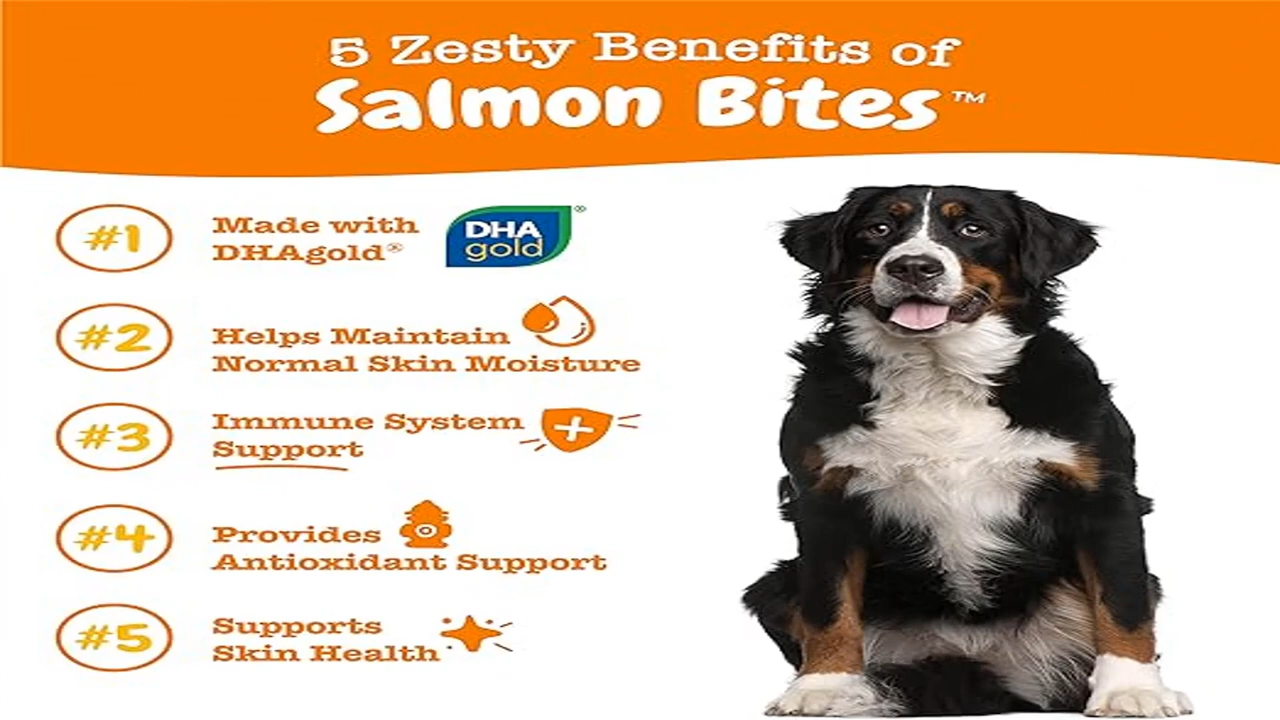 5 Zesty Benefits of
Salmon Bites™
#1
Made with
DHAgold®
DHA
gold
®
#2
Helps Maintain
Normal Skin Moisture
#3
Immune System
Support
#4
Provides
Antioxidant Support
#5
Supports
Skin Health